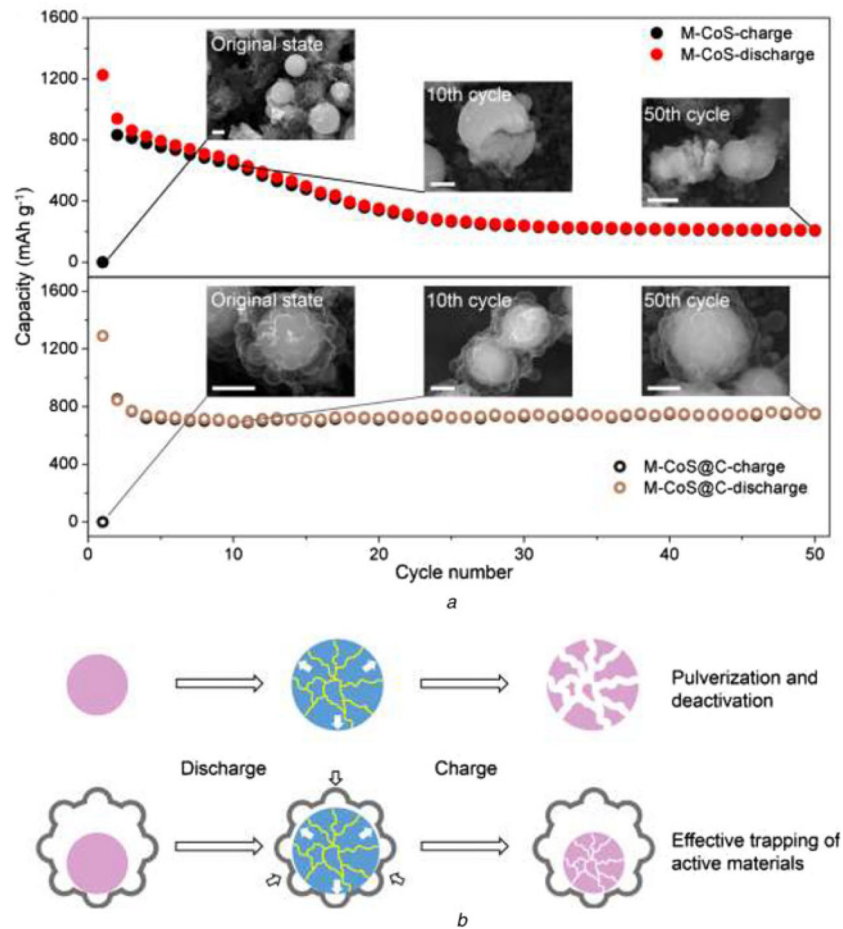 1600
M-CoS-charge
M-CoS-discharge
Original state
1200
10th cycle
50th cycle
800
400
0
Capacity (mAh g⁻¹)
1600
Original state
10th cycle
50th cycle
1200
800
400
M-CoS@C-charge
M-CoS@C-discharge
0
0 10 20 30 40 50
Cycle number
a
Pulverization and
deactivation
Discharge Charge
Effective trapping of
active materials
b